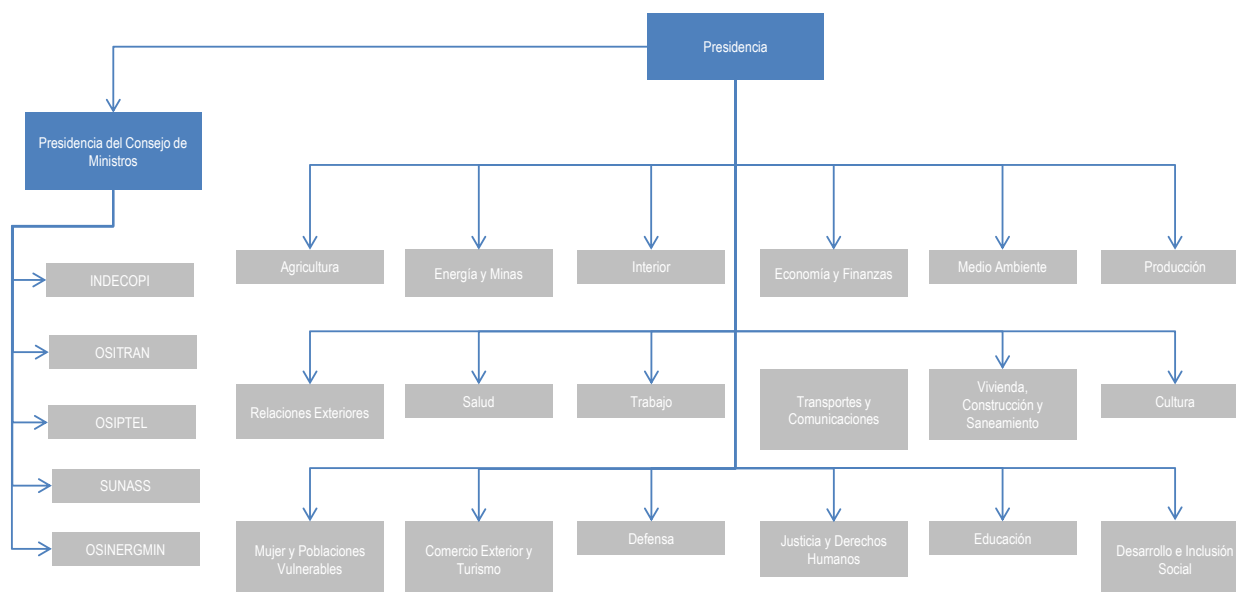 Presidencia
Presidencia del Consejo de
Ministros
INDECOPI
OSITRAN
OSIPTEL
SUNASS
OSINERGMIN
Agricultura
Energía y Minas
Interior
Economía y Finanzas
Medio Ambiente
Producción
Relaciones Exteriores
Salud
Trabajo
Transportes y
Comunicaciones
Vivienda,
Construcción y
Saneamiento
Cultura
Mujer y Poblaciones
Vulnerables
Comercio Exterior y
Turismo
Defensa
Justicia y Derechos
Humanos
Educación
Desarrollo e Inclusión
Social